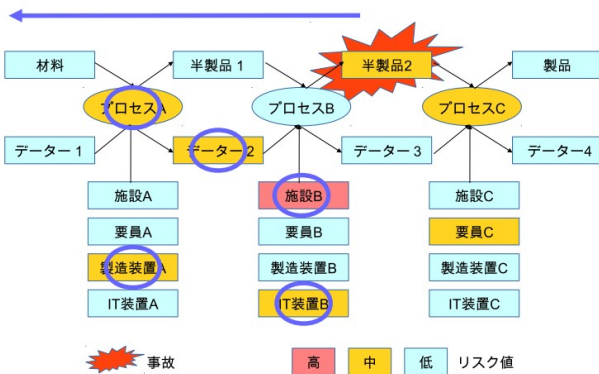 材料
半製品 1
半製品2
製品
プロセスA
プロセスB
プロセスC
データー 1
データー 2
データー 3
データー4
施設A
施設B
施設C
要員A
要員B
要員C
製造装置A
製造装置B
製造装置C
IT装置A
IT装置B
IT装置C
事故
高
中
低
リスク値